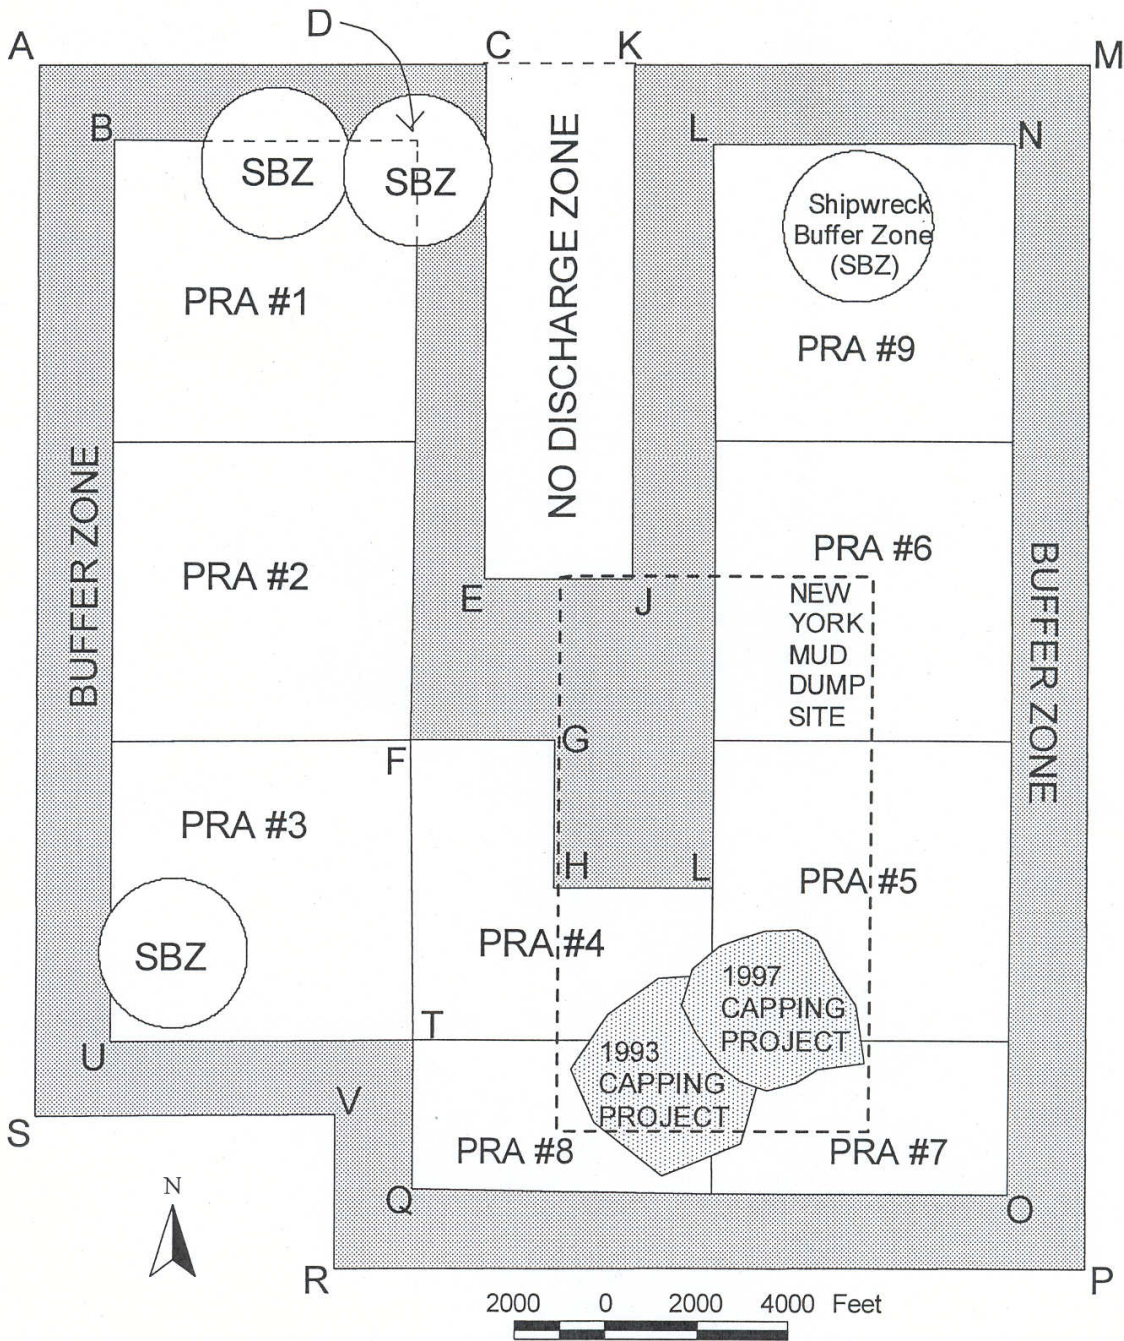 D
A
C
K
M
B
L
N
SBZ
SBZ
Shipwreck
Buffer Zone
(SBZ)
NO DISCHARGE ZONE
PRA #1
PRA #9
BUFFER ZONE
PRA #2
PRA #6
BUFFER ZONE
E
J
NEW
YORK
MUD
DUMP
SITE
F
G
PRA #3
H
L
PRA #5
PRA #4
SBZ
1997
CAPPING
PROJECT
T
U
1993
CAPPING
PROJECT
V
S
PRA #8
PRA #7
N
Q
O
R
P
2000 0 2000 4000 Feet